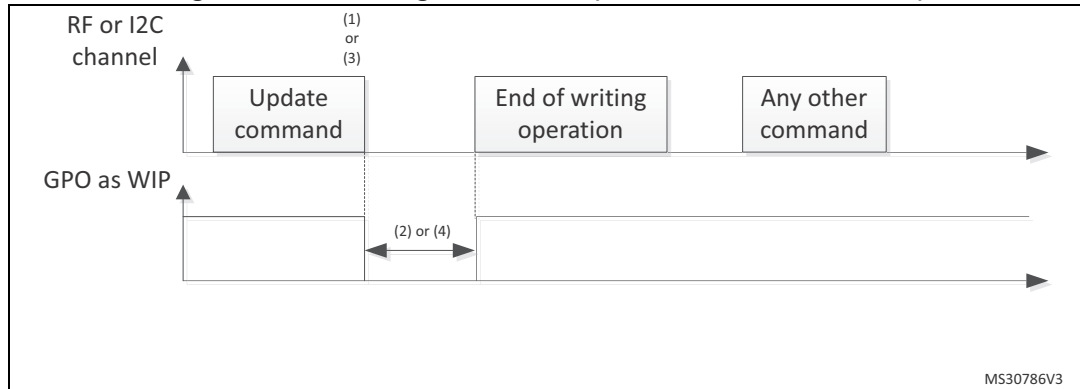 RF or I2C
channel
(1)
or
(3)
Update
command
End of writing
operation
Any other
command
GPO as WIP
(2) or (4)
MS30786V3